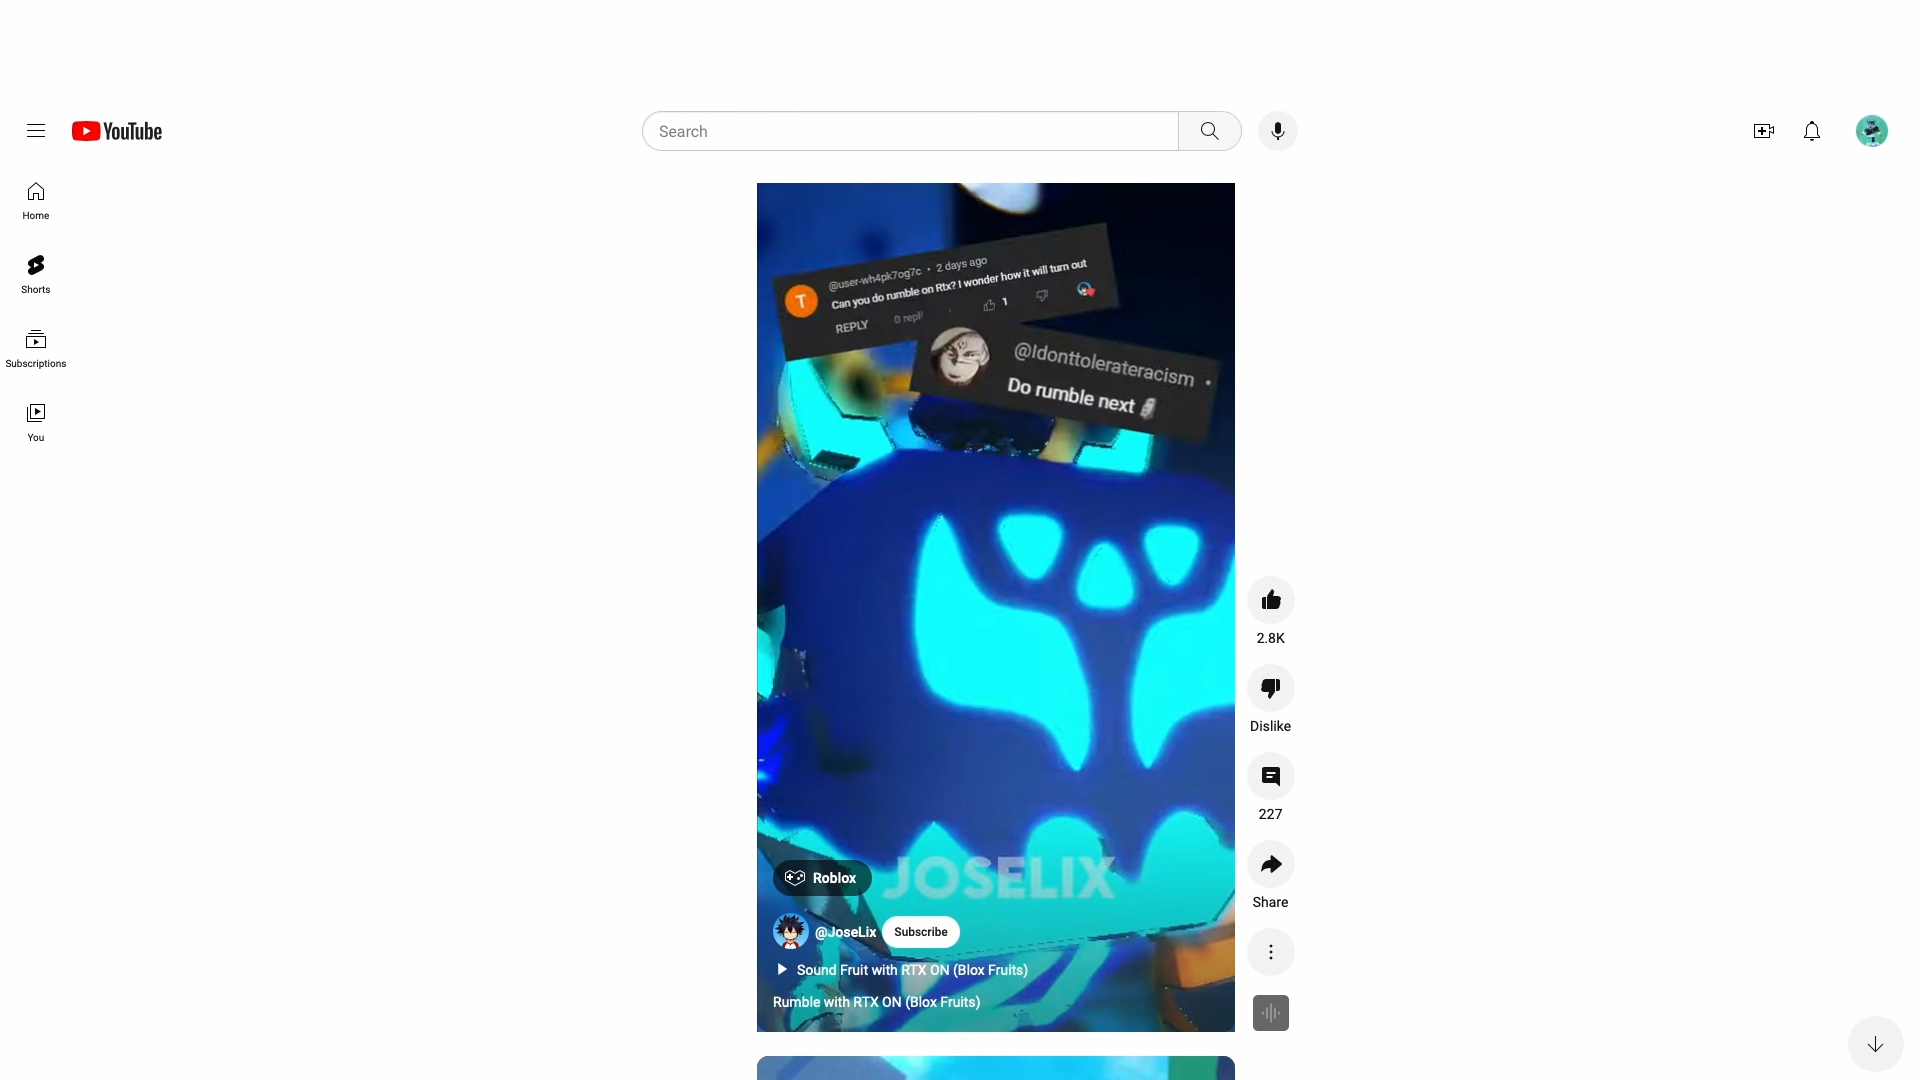 YouTube
Search
Home
Shorts
Subscriptions
You
@user-wh4pk7og7c • 2 days ago
Can you do rumble on Rtx? I wonder how it will turn out
1
REPLY
0 repl
T
@Idonttolerateracism •
Do rumble next 🗿
JOSELIX
Roblox
@JoseLix
Subscribe
Sound Fruit with RTX ON (Blox Fruits)
Rumble with RTX ON (Blox Fruits)
2.8K
Dislike
227
Share